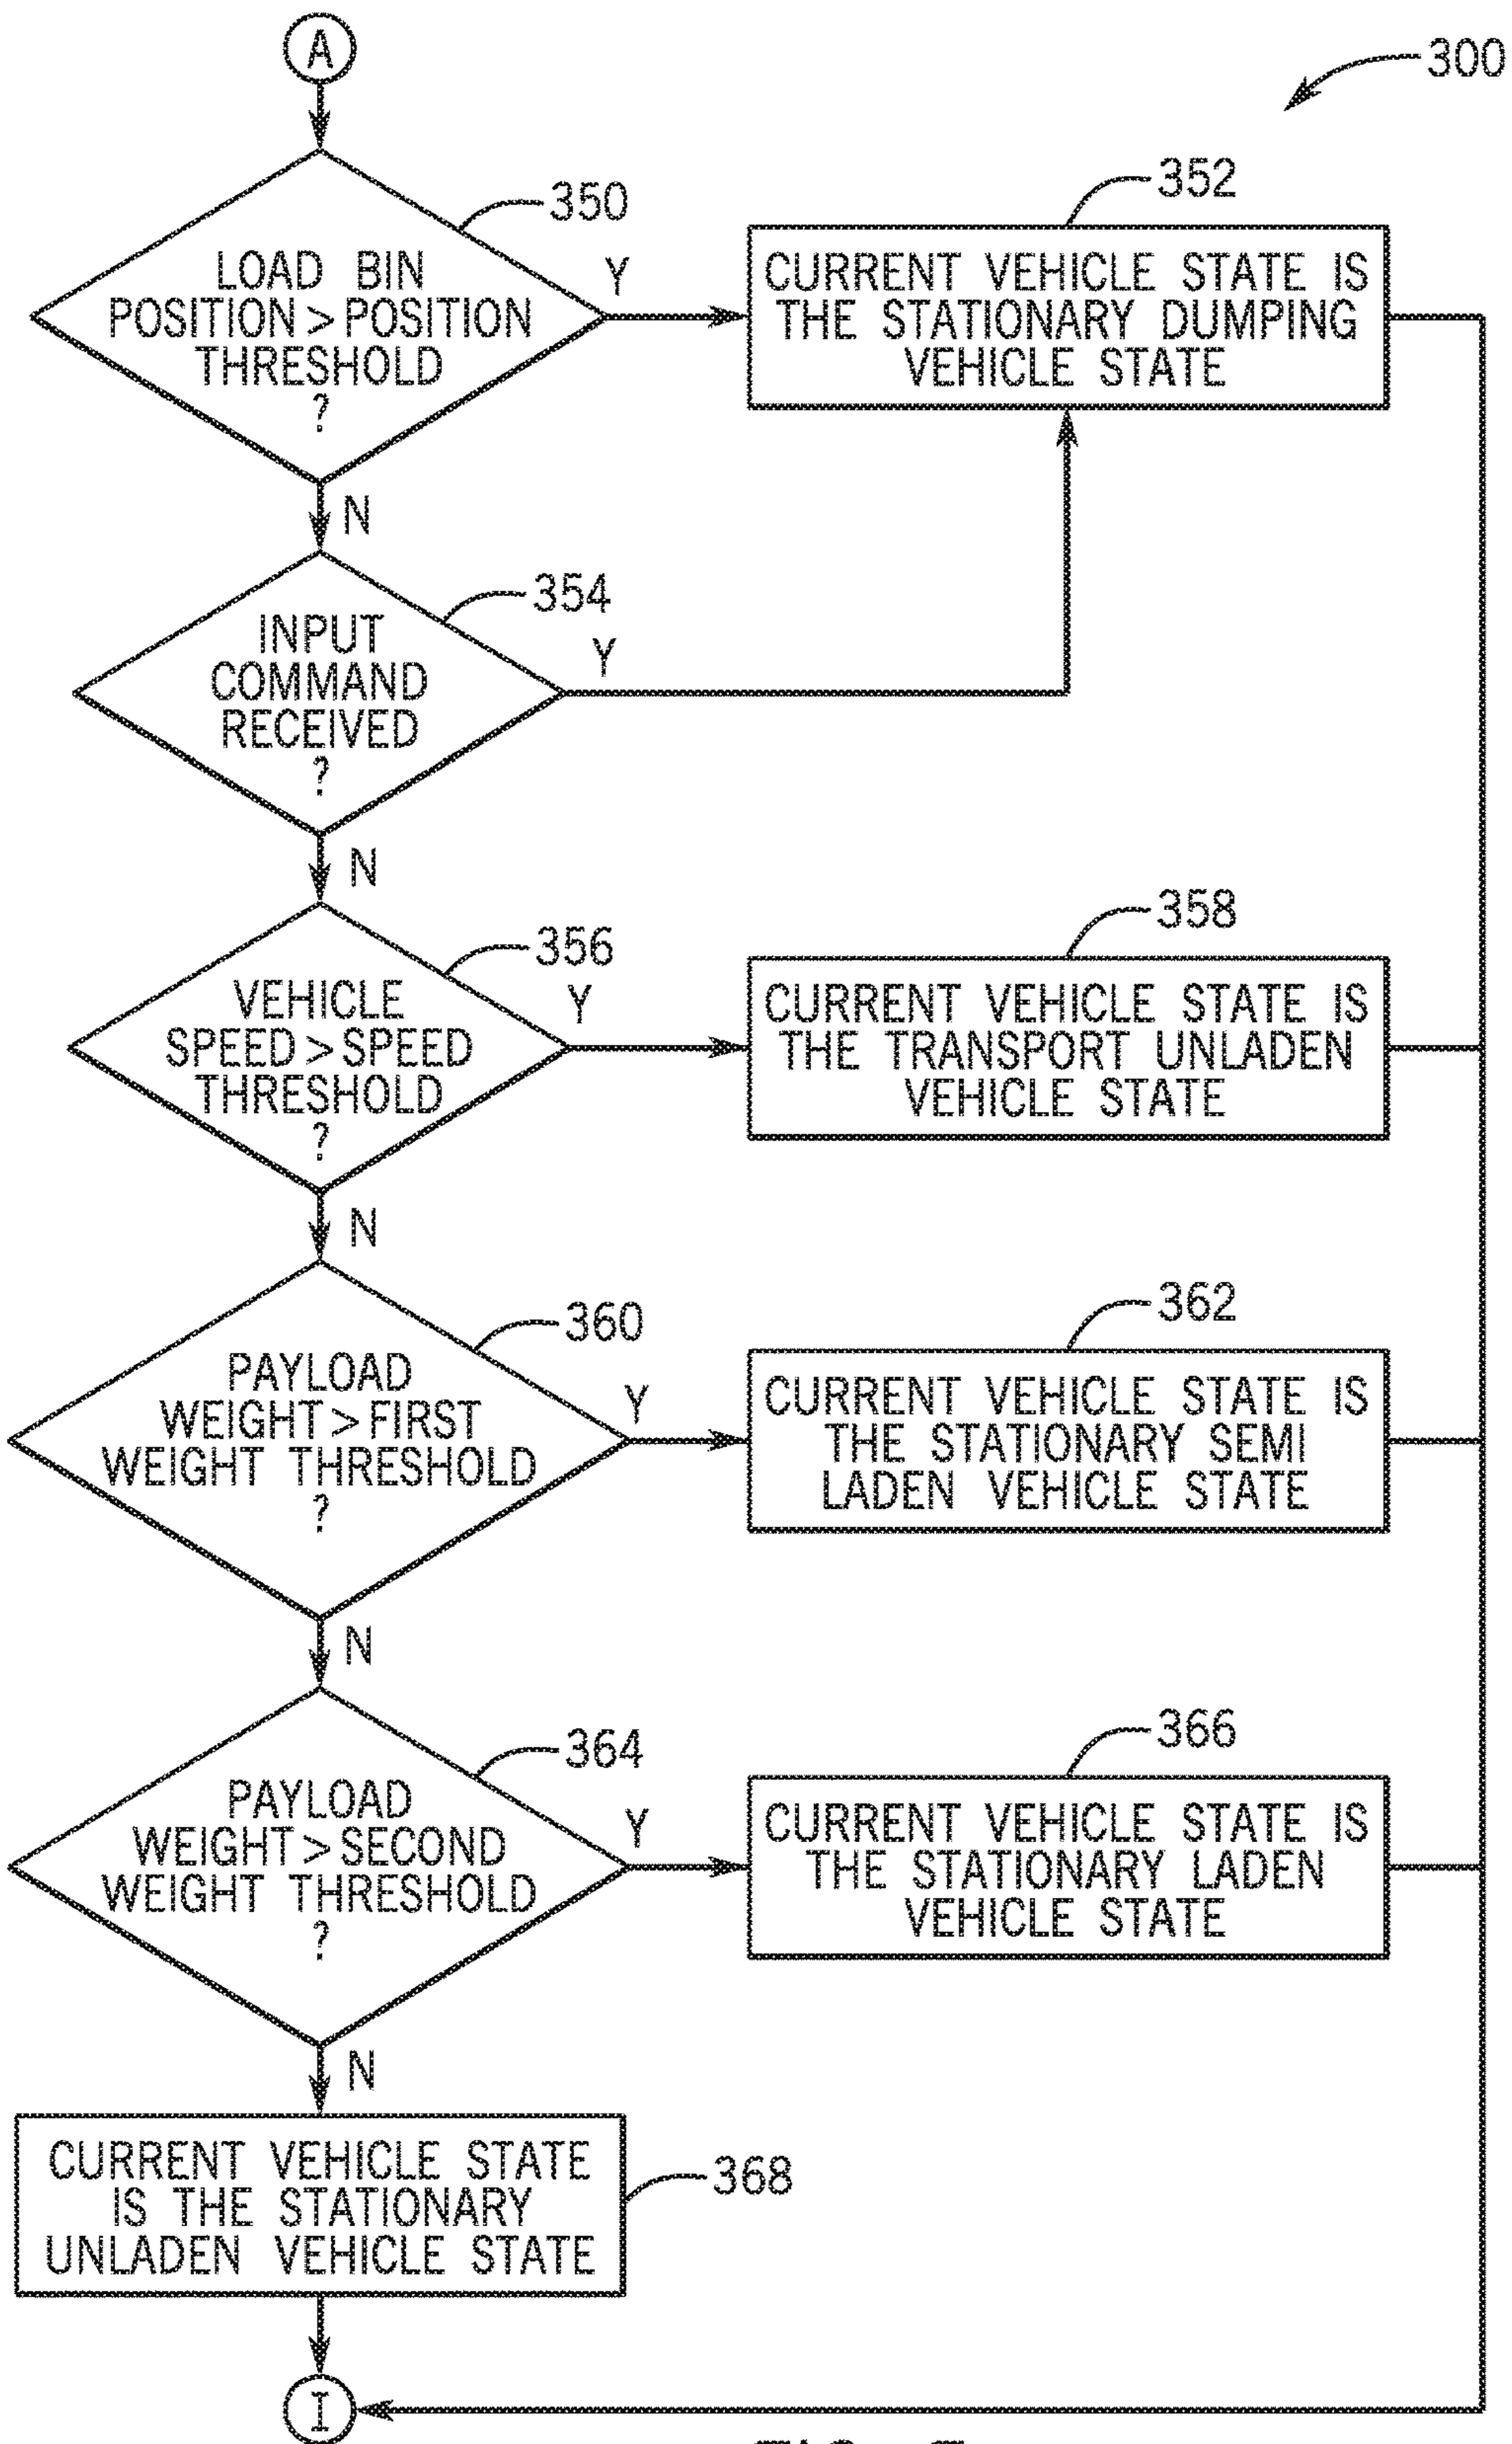 A
300
350
LOAD BIN
POSITION > POSITION
THRESHOLD
?
Y
352
CURRENT VEHICLE STATE IS
THE STATIONARY DUMPING
VEHICLE STATE
N
354
INPUT
COMMAND
RECEIVED
?
Y
N
356
VEHICLE
SPEED > SPEED
THRESHOLD
?
Y
358
CURRENT VEHICLE STATE IS
THE TRANSPORT UNLADEN
VEHICLE STATE
N
360
PAYLOAD
WEIGHT > FIRST
WEIGHT THRESHOLD
?
Y
362
CURRENT VEHICLE STATE IS
THE STATIONARY SEMI
LADEN VEHICLE STATE
N
364
PAYLOAD
WEIGHT > SECOND
WEIGHT THRESHOLD
?
Y
366
CURRENT VEHICLE STATE IS
THE STATIONARY LADEN
VEHICLE STATE
N
CURRENT VEHICLE STATE
IS THE STATIONARY
UNLADEN VEHICLE STATE
368
I